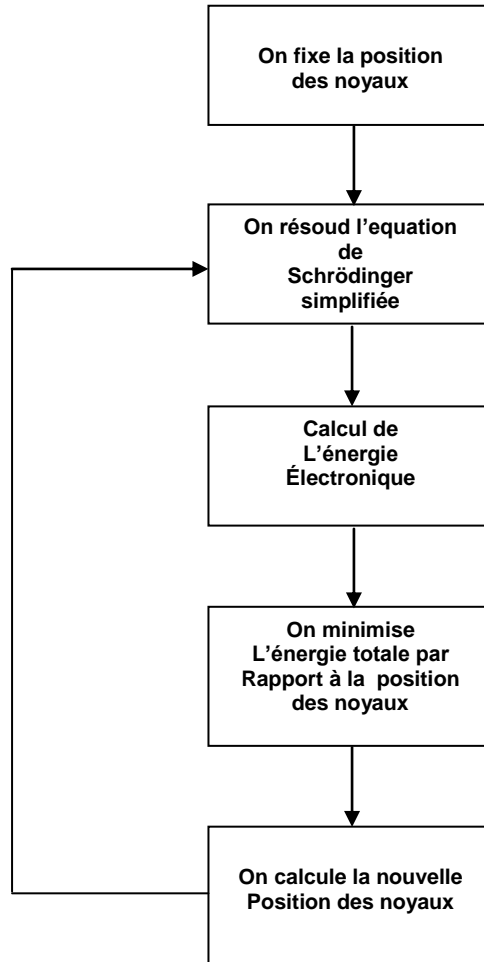 On fixe la position
des noyaux
On résoud l’equation
de
Schrödinger
simplifiée
Calcul de
L’énergie
Électronique
On minimise
L’énergie totale par
Rapport à la position
des noyaux
On calcule la nouvelle
Position des noyaux